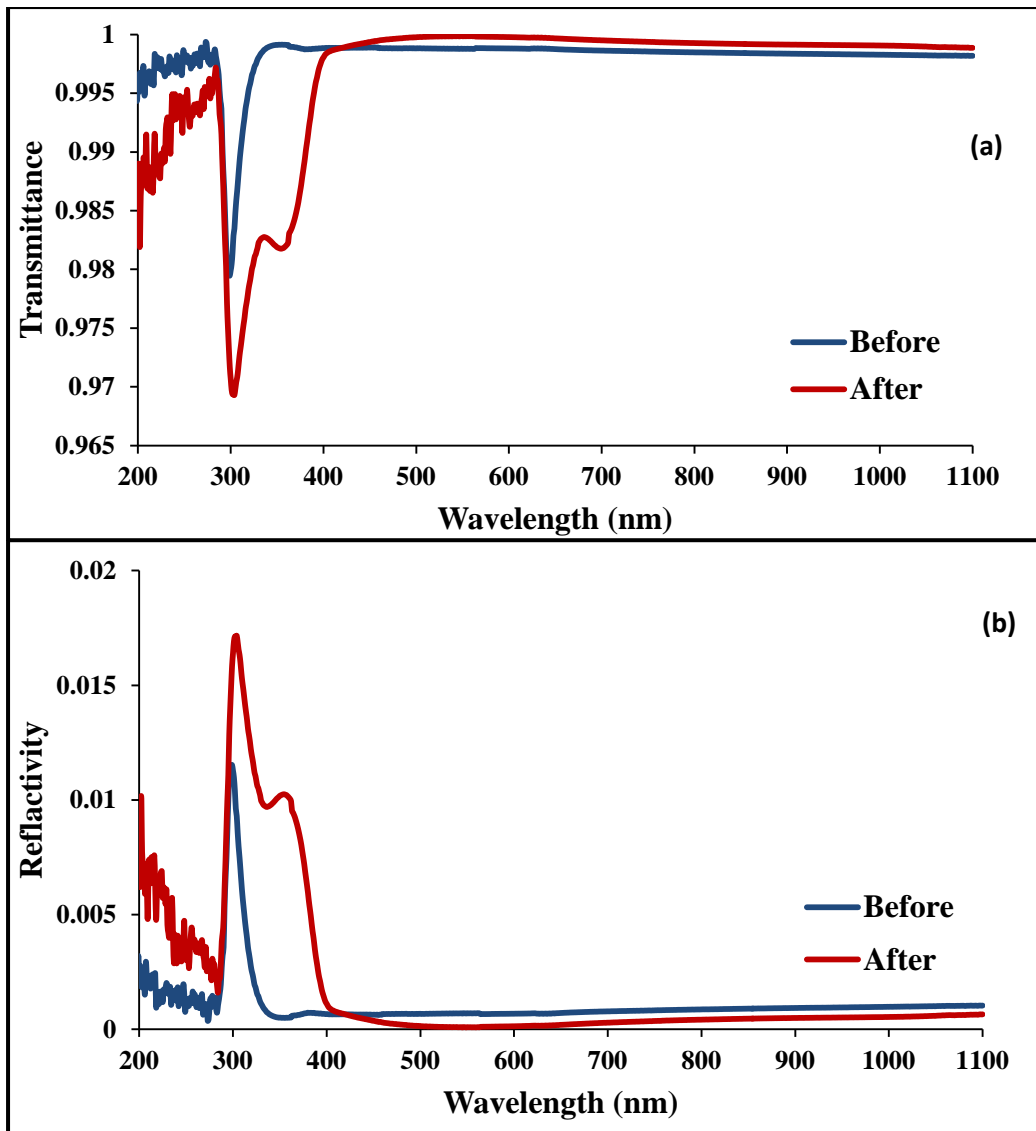 1
0.995
0.99
0.985
0.98
0.975
0.97
0.965
Transmittance
(a)
Before
After
200 300 400 500 600 700 800 900 1000 1100
Wavelength (nm)
0.02
0.015
0.01
0.005
0
Reflactivity
(b)
Before
After
200 300 400 500 600 700 800 900 1000 1100
Wavelength (nm)